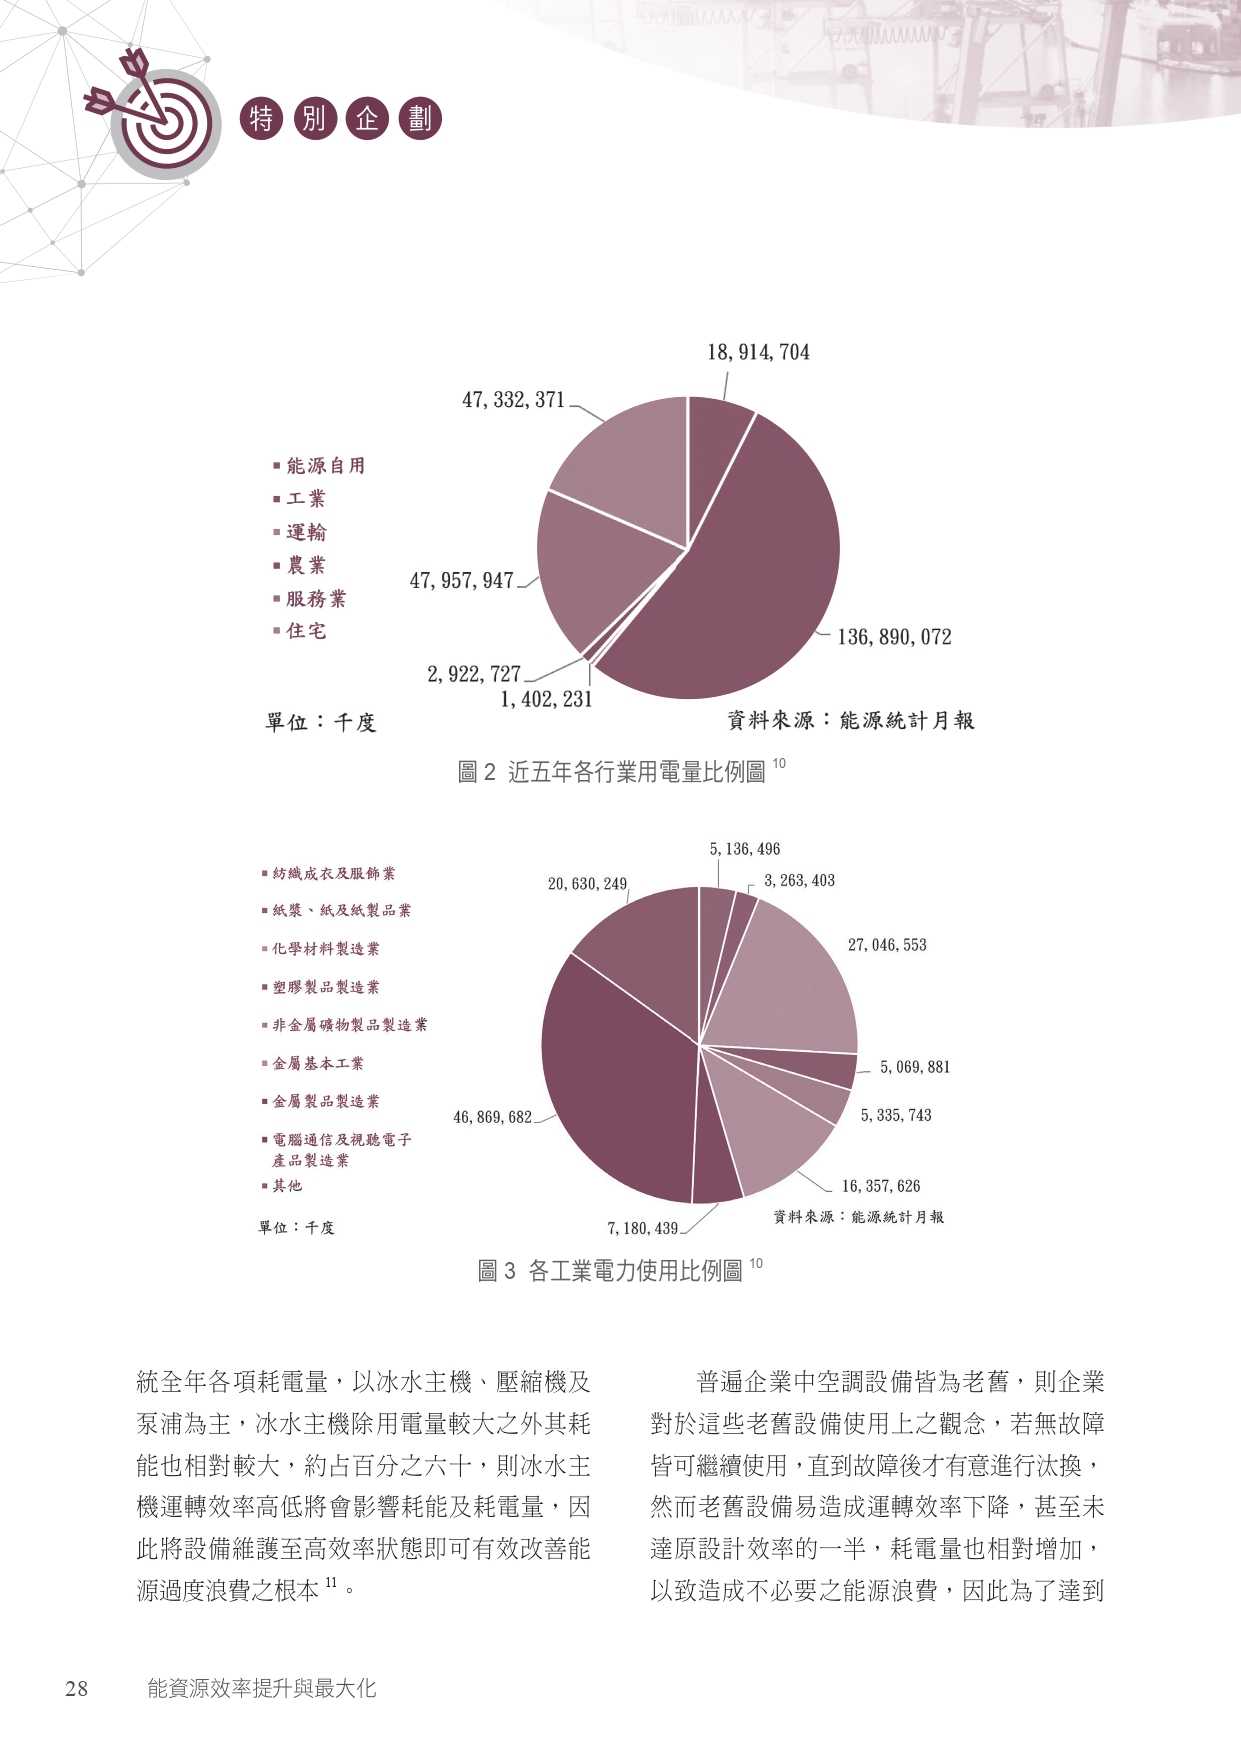 特別企劃
18,914,704
47,332,371
能源自用
工業
運輸
農業
服務業
住宅
47,957,947
136,890,072
2,922,727
1,402,231
單位：千度
資料來源：能源統計月報
圖 2 近五年各行業用電量比例圖 10
5,136,496
3,263,403
20,630,249
27,046,553
紡織成衣及服飾業
紙漿、紙及紙製品業
化學材料製造業
塑膠製品製造業
非金屬礦物製品製造業
金屬基本工業
金屬製品製造業
電腦通信及視聽電子
產品製造業
其他
5,069,881
5,335,743
46,869,682
16,357,626
7,180,439
單位：千度
資料來源：能源統計月報
圖 3 各工業電力使用比例圖 10
統全年各項耗電量，以冰水主機、壓縮機及
泵浦為主，冰水主機除用電量較大之外其耗
能也相對較大，約占百分之六十，則冰水主
機運轉效率高低將會影響耗能及耗電量，因
此將設備維護至高效率狀態即可有效改善能
源過度浪費之根本 11。
普遍企業中空調設備皆為老舊，則企業
對於這些老舊設備使用上之觀念，若無故障
皆可繼續使用，直到故障後才有意進行汰換，
然而老舊設備易造成運轉效率下降，甚至未
達原設計效率的一半，耗電量也相對增加，
以致造成不必要之能源浪費，因此為了達到
28 能資源效率提升與最大化